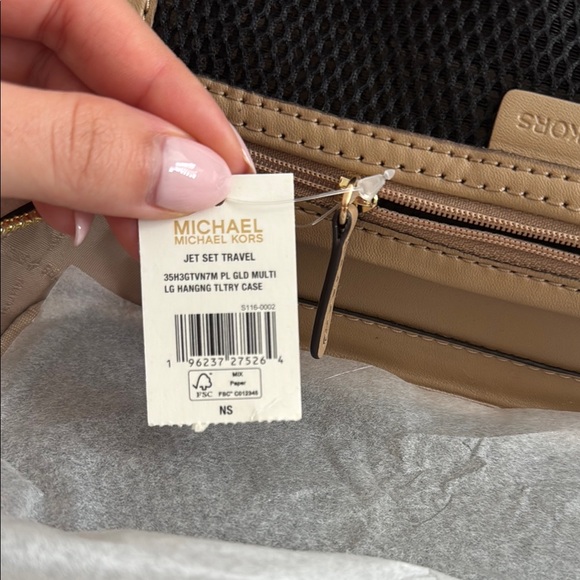 KORS
MICHAEL
MICHAEL KORS
JET SET TRAVEL
35H3GTVN7M PL GLD MULTI
LG HANGNG TLTRY CASE
S116-0002
1 96237 27526 4
FSC
MIX
Paper
FSC® C012345
NS